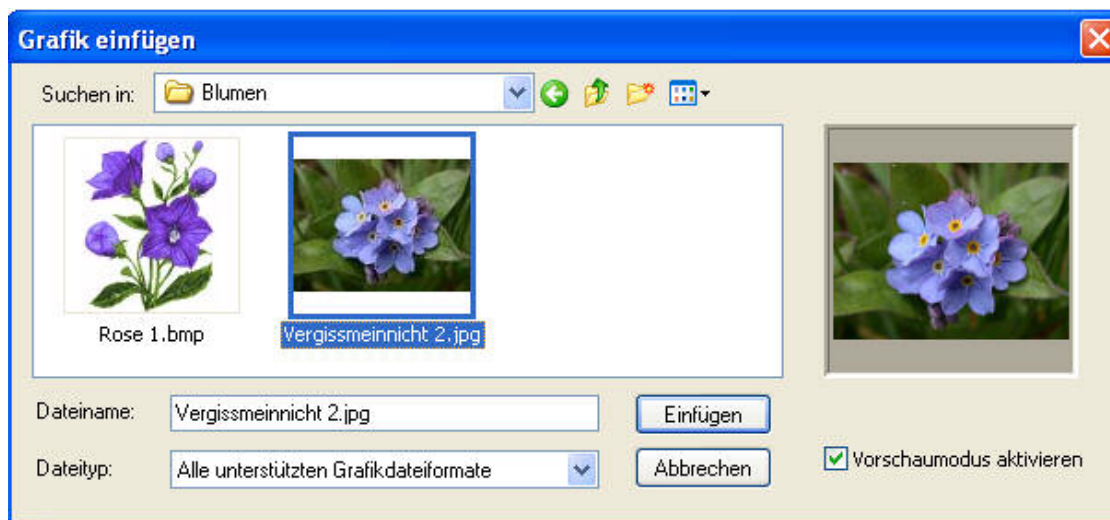 Grafik einfügen
Suchen in: Blumen
Rose 1.bmp
Vergissmeinnicht 2.jpg
Dateiname: Vergissmeinnicht 2.jpg
Einfügen
Dateityp: Alle unterstützten Grafikdateiformate
Abbrechen
Vorschaumodus aktivieren